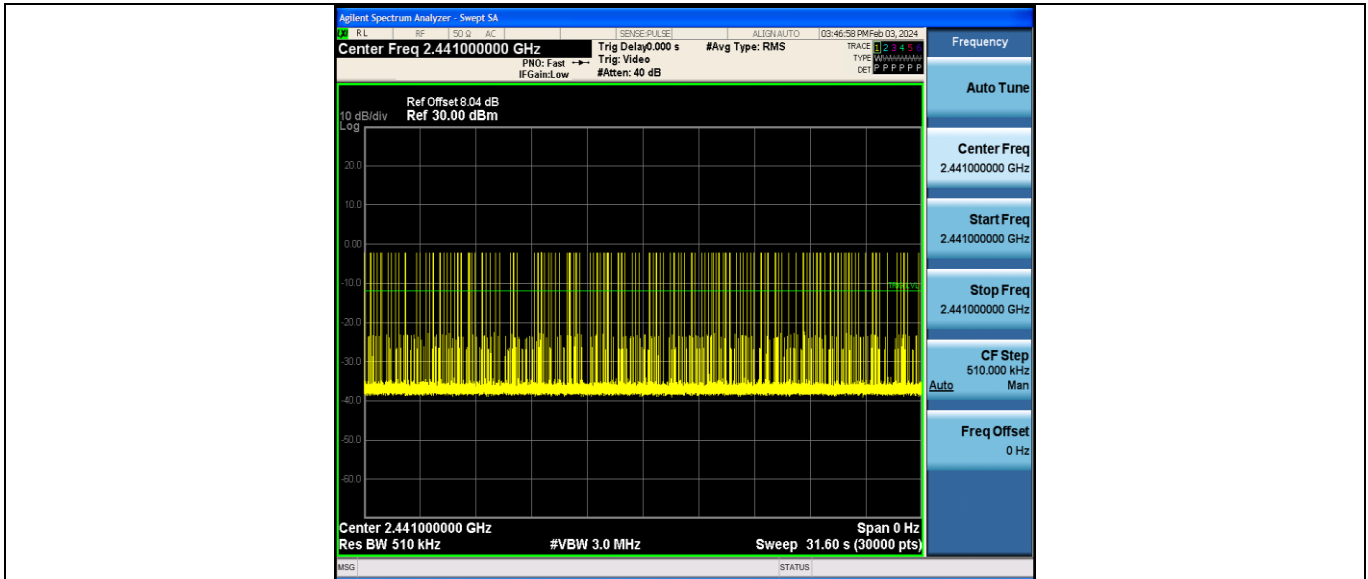 Agilent Spectrum Analyzer - Swept SA
RL RF 50 Ω AC SENSE:PULSE ALIGN AUTO 03:46:58 PM Feb 03, 2024
Center Freq 2.441000000 GHz
PNO: Fast
IFGain:Low
Trig Delay0.000 s
Trig: Video
#Atten: 40 dB
#Avg Type: RMS
TRACE 1 2 3 4 5 6
TYPE
DET P P P P P P
Ref Offset 8.04 dB
10 dB/div Ref 30.00 dBm
Log
20.0
10.0
0.00
-10.0
TRIG LVL
-20.0
-30.0
-40.0
-50.0
-60.0
Center 2.441000000 GHz Span 0 Hz
Res BW 510 kHz #VBW 3.0 MHz Sweep 31.60 s (30000 pts)
MSG STATUS
Frequency
Auto Tune
Center Freq
2.441000000 GHz
Start Freq
2.441000000 GHz
Stop Freq
2.441000000 GHz
CF Step
510.000 kHz
Auto Man
Freq Offset
0 Hz